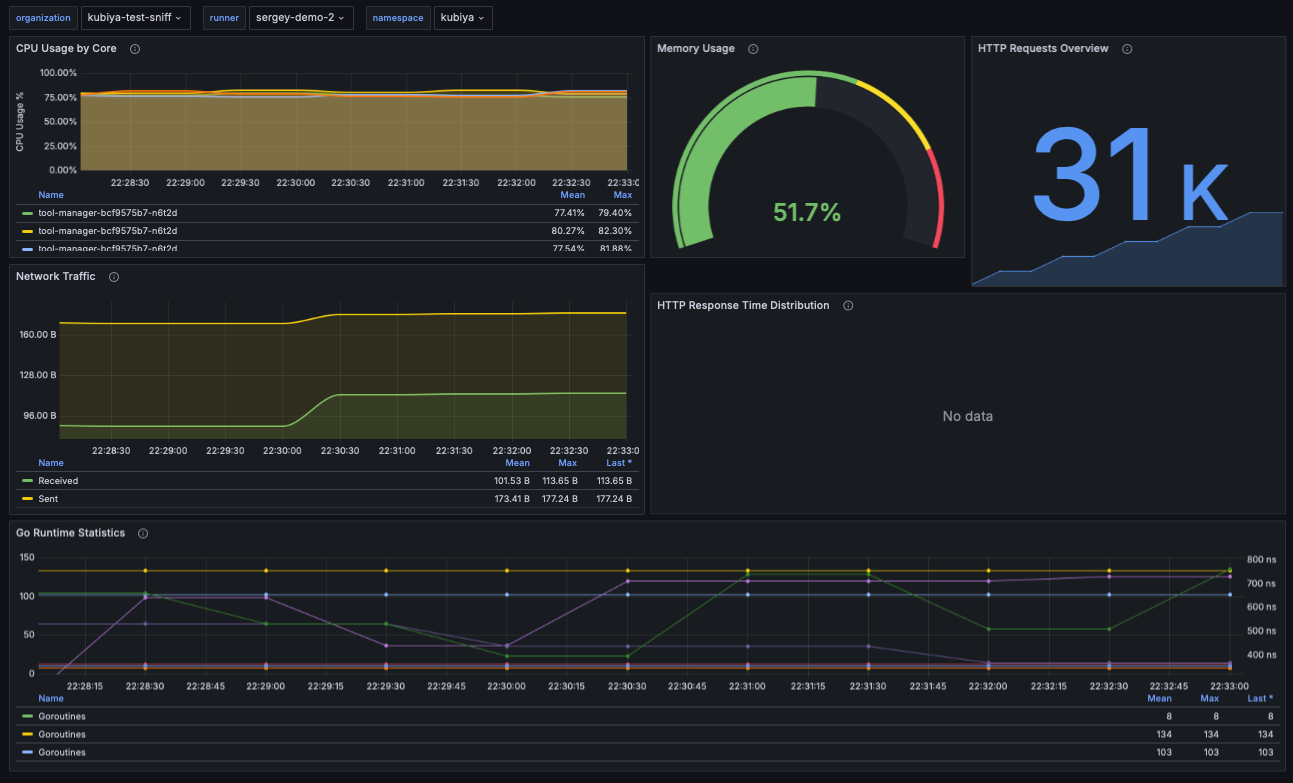 organization kubiya-test-sniff runner sergey-demo-2 namespace kubiya
CPU Usage by Core
CPU Usage %
100.00%
75.00%
50.00%
25.00%
0.00%
22:28:30 22:29:00 22:29:30 22:30:00 22:30:30 22:31:00 22:31:30 22:32:00 22:32:30 22:33:0
Name Mean Max
tool-manager-bcf9575b7-n6t2d 77.41% 79.40%
tool-manager-bcf9575b7-n6t2d 80.27% 82.30%
tool-manager-bcf9575b7-n6t2d 77.54% 81.88%
Memory Usage
51.7%
HTTP Requests Overview
31 K
Network Traffic
160.00 B
128.00 B
96.00 B
22:28:30 22:29:00 22:29:30 22:30:00 22:30:30 22:31:00 22:31:30 22:32:00 22:32:30 22:33:0
Name Mean Max Last *
Received 101.53 B 113.65 B 113.65 B
Sent 173.41 B 177.24 B 177.24 B
HTTP Response Time Distribution
No data
Go Runtime Statistics
150
100
50
0
800 ns
700 ns
600 ns
500 ns
400 ns
22:28:15 22:28:30 22:28:45 22:29:00 22:29:15 22:29:30 22:29:45 22:30:00 22:30:15 22:30:30 22:30:45 22:31:00 22:31:15 22:31:30 22:31:45 22:32:00 22:32:15 22:32:30 22:32:45 22:33:00
Name Mean Max Last *
Goroutines 8 8 8
Goroutines 134 134 134
Goroutines 103 103 103